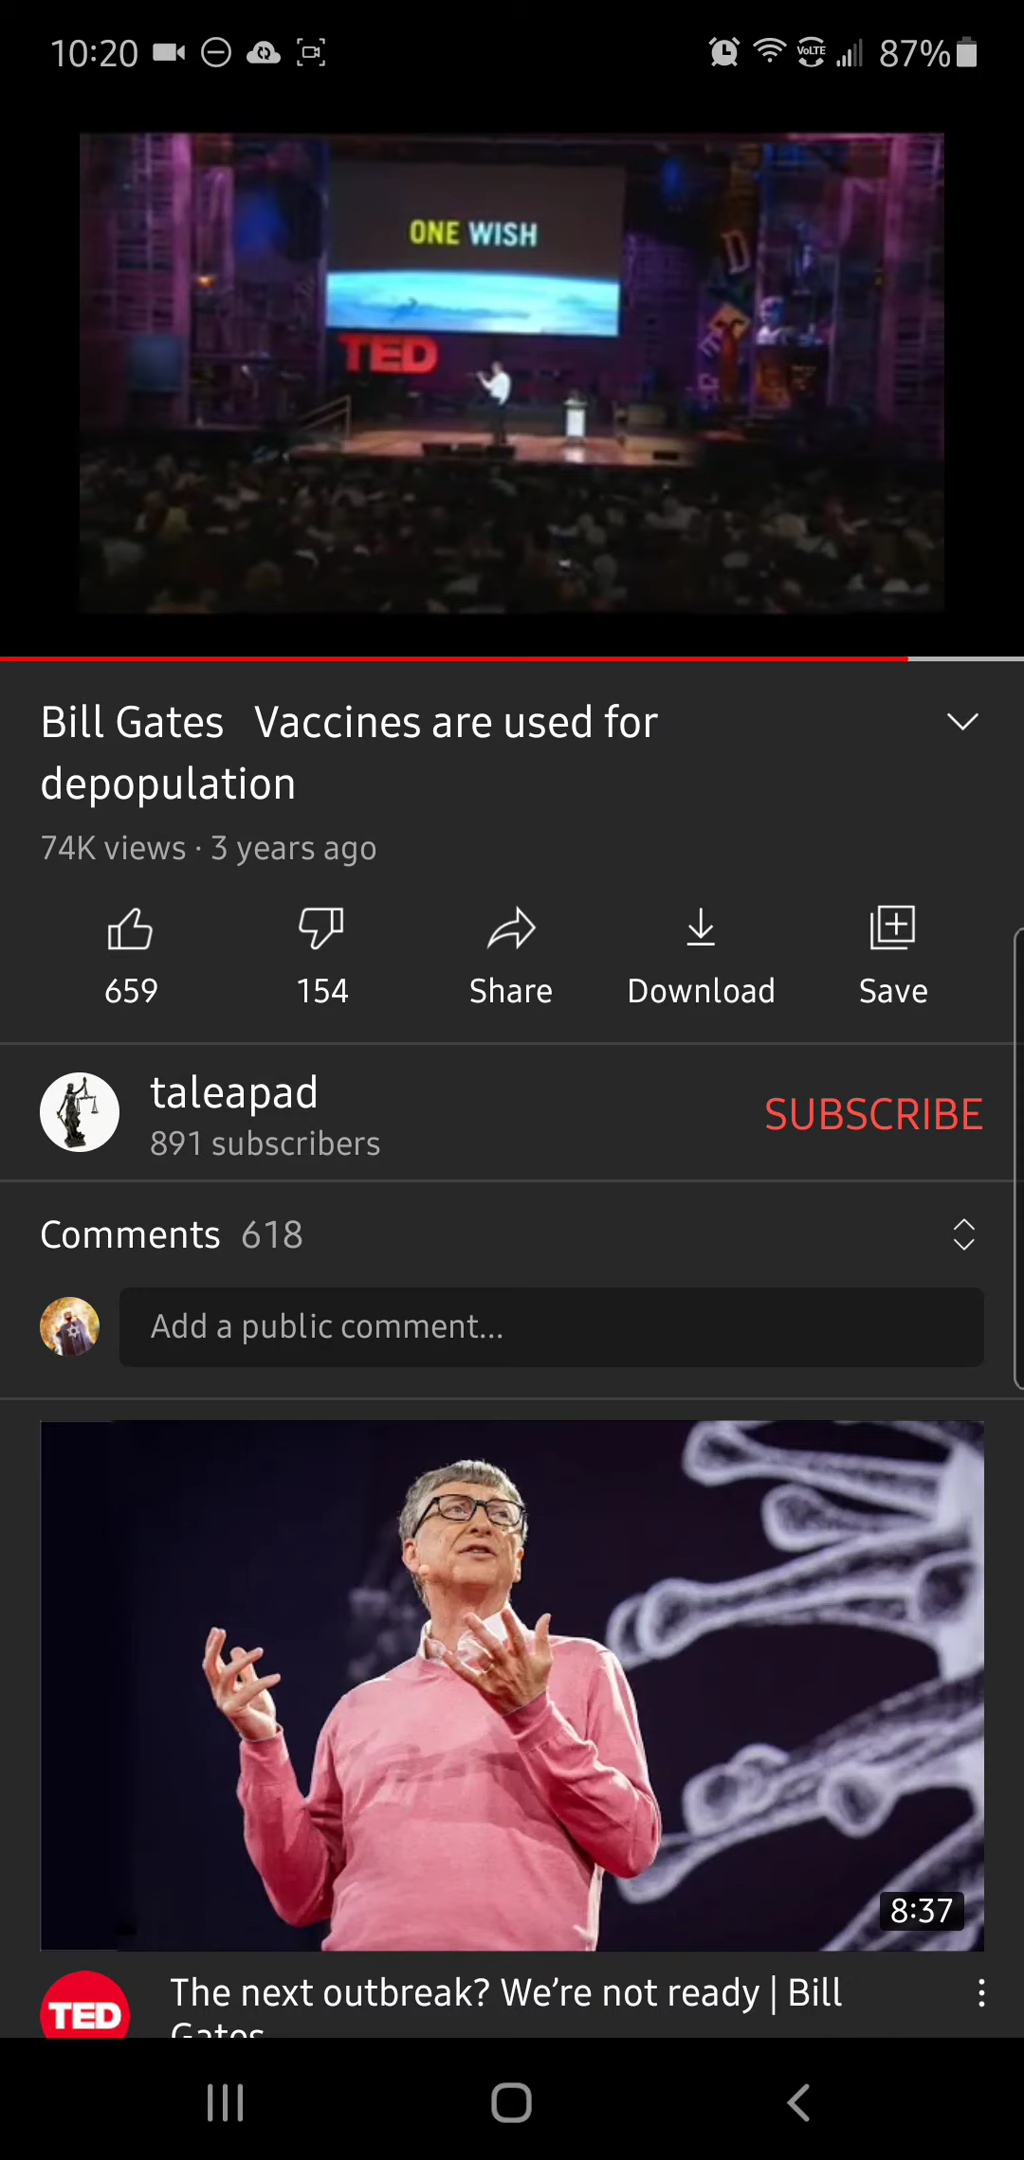 10:20
VoLTE
87%
ONE WISH
TED
Bill Gates   Vaccines are used for
depopulation
74K views · 3 years ago
659
154
Share
Download
Save
taleapad
891 subscribers
SUBSCRIBE
Comments 618
Add a public comment...
8:37
TED
The next outbreak? We're not ready | Bill
Gates